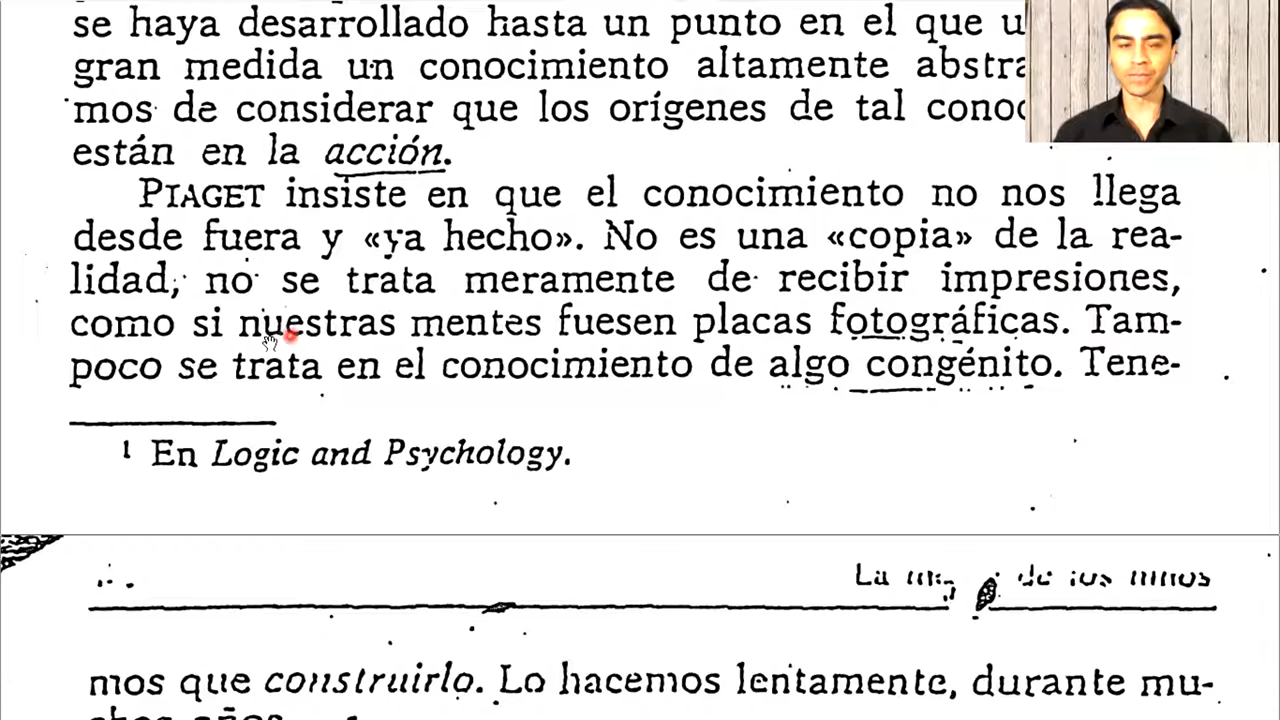 se haya desarrollado hasta un punto en el que
gran medida un conocimiento altamente
mos de considerar que los orígenes de tal
están en la acción.
PIAGET insiste en que el conocimiento no nos llega
desde fuera y «ya hecho». No es una «copia» de la rea-
lidad, no se trata meramente de recibir impresiones,
como si nuestras mentes fuesen placas fotográficas. Tam-
poco se trata en el conocimiento de algo congénito. Tene-
1 En Logic and Psychology.
La de los niños
mos que construirlo. Lo hacemos lentamente, durante mu-